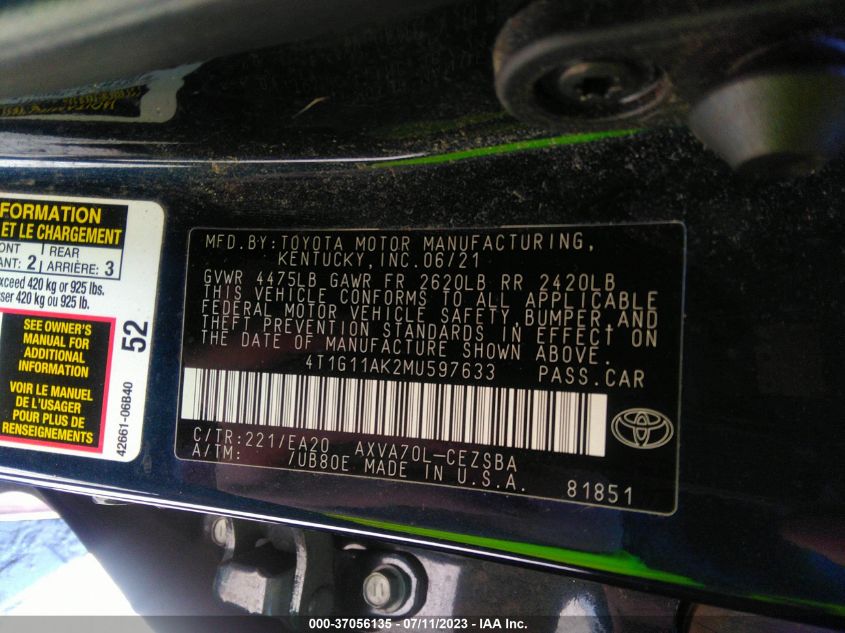 FORMATION
ET LE CHARGEMENT
REAR
2 ARRIÈRE: 3
exceed 420 kg or 925 lbs.
420 kg ou 925 lb.
SEE OWNER'S
MANUAL FOR
ADDITIONAL
INFORMATION
VOIR LE MANUEL
DE L'USAGER
POUR PLUS DE
RENSEIGNEMENTS
52
42661-06B40
MFD.BY:TOYOTA MOTOR MANUFACTURING,
KENTUCKY,INC.06/21
GVWR 4475LB GAWR FR 2620LB RR 2420LB
THIS VEHICLE CONFORMS TO ALL APPLICABLE
FEDERAL MOTOR VEHICLE SAFETY,BUMPER,AND
THEFT PREVENTION STANDARDS IN EFFECT ON
THE DATE OF MANUFACTURE SHOWN ABOVE.
4T1G11AK2MU597633 PASS.CAR
C/TR:221/EA20 AXVA70L-CEZSBA
A/TM: /UB80E MADE IN U.S.A.
81851
000-37056135 - 07/11/2023 - IAA Inc.